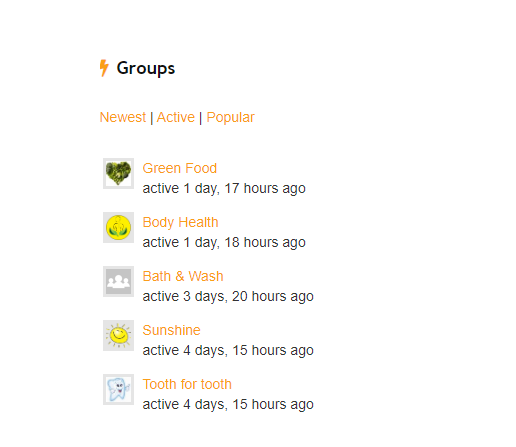 Groups
Newest | Active | Popular
Green Food
active 1 day, 17 hours ago
Body Health
active 1 day, 18 hours ago
Bath & Wash
active 3 days, 20 hours ago
Sunshine
active 4 days, 15 hours ago
Tooth for tooth
active 4 days, 15 hours ago